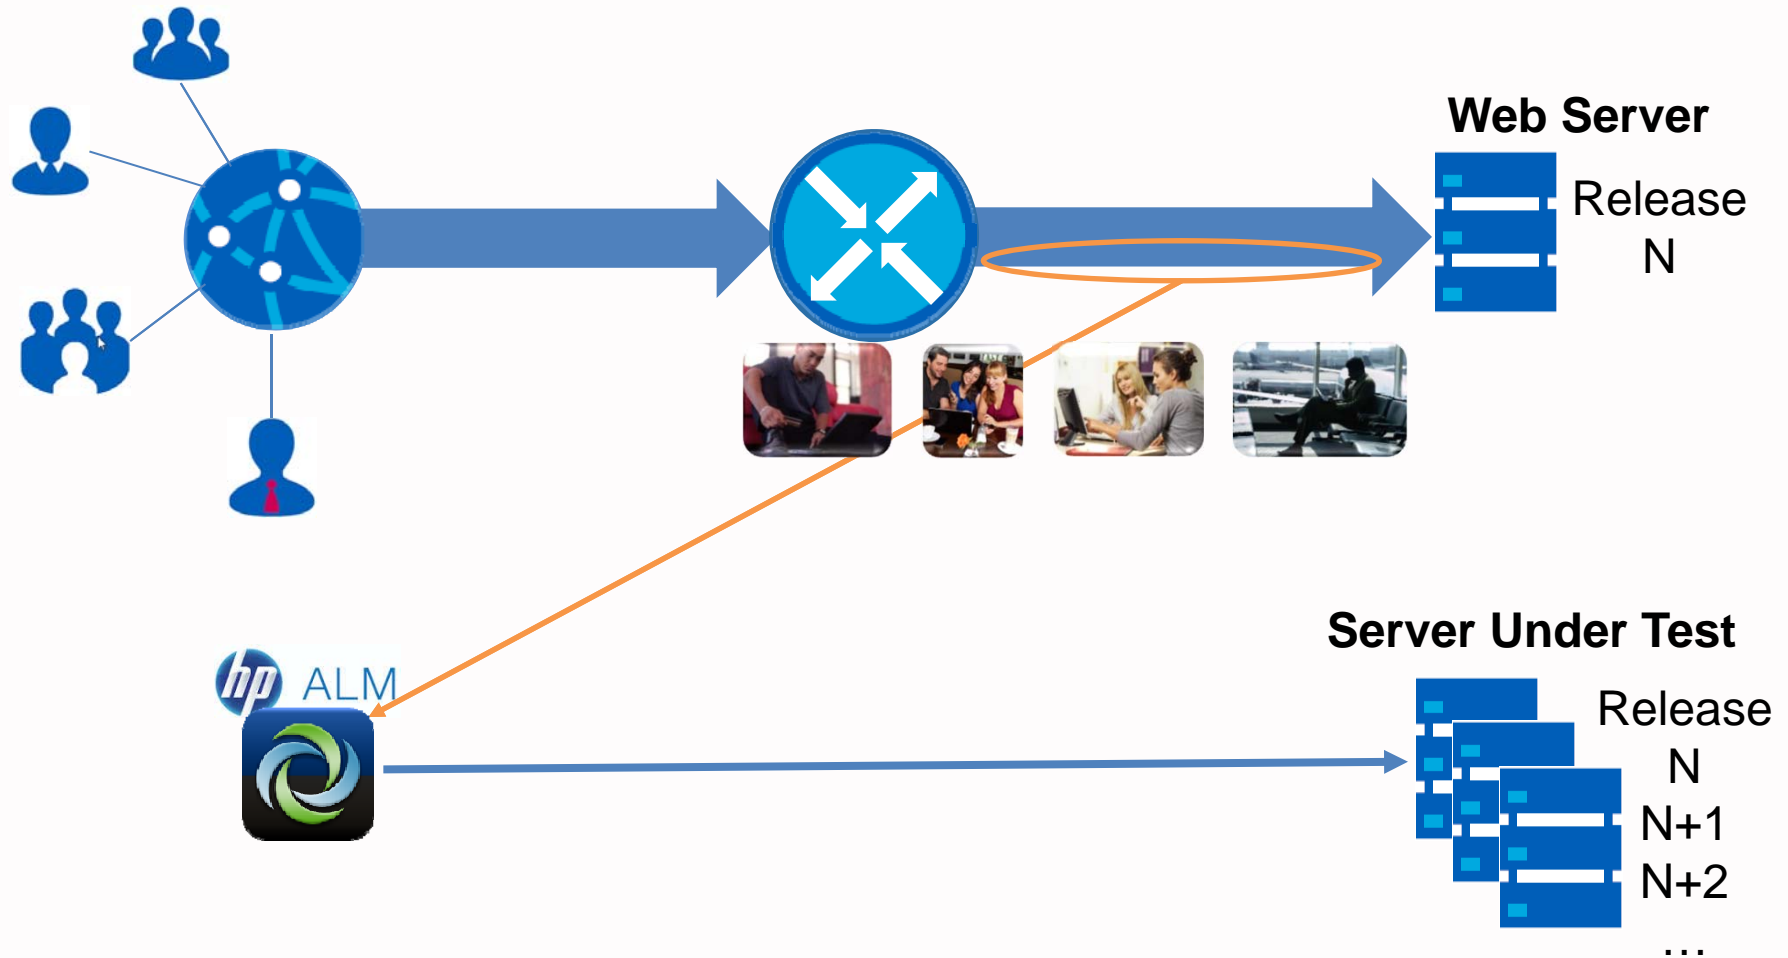 Web Server
Release
N
hp ALM
Server Under Test
Release
N
N+1
N+2
...